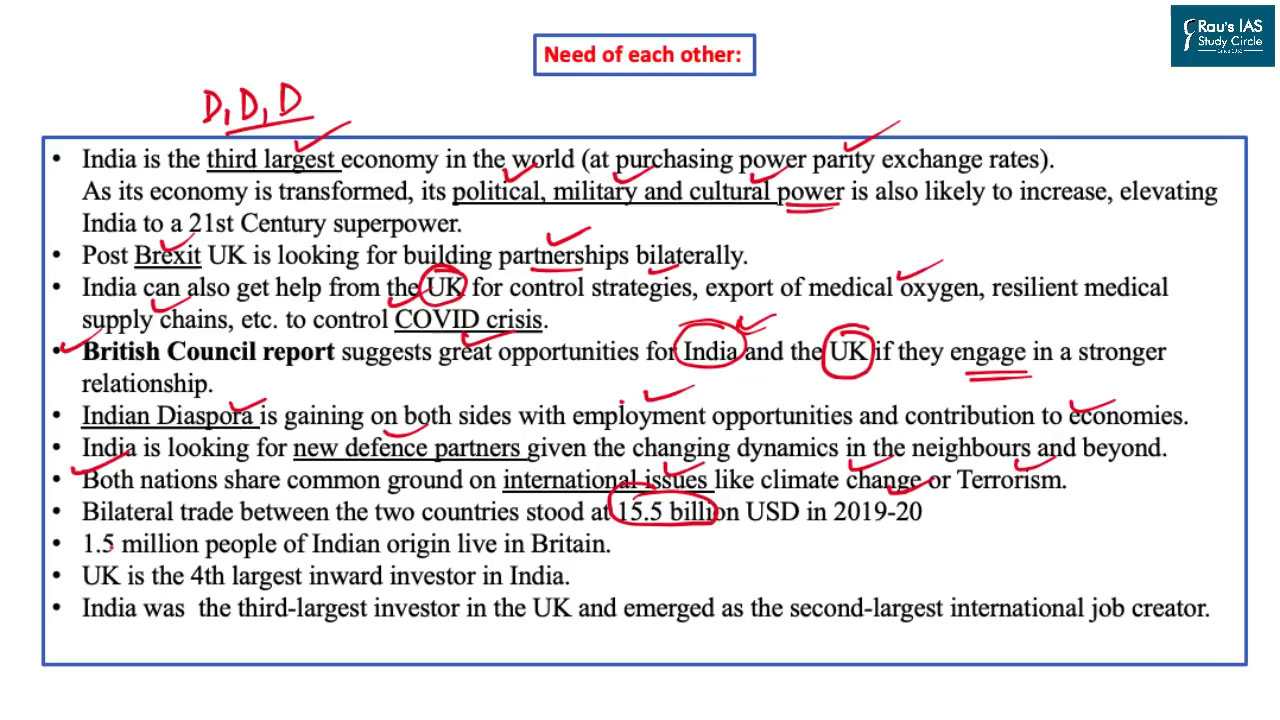 Rau's IAS
Study Circle
Need of each other:
D, D, D
• India is the third largest economy in the world (at purchasing power parity exchange rates).
As its economy is transformed, its political, military and cultural power is also likely to increase, elevating
India to a 21st Century superpower.
• Post Brexit UK is looking for building partnerships bilaterally.
• India can also get help from the UK for control strategies, export of medical oxygen, resilient medical
supply chains, etc. to control COVID crisis.
• British Council report suggests great opportunities for India and the UK if they engage in a stronger
relationship.
• Indian Diaspora is gaining on both sides with employment opportunities and contribution to economies.
• India is looking for new defence partners given the changing dynamics in the neighbours and beyond.
• Both nations share common ground on international issues like climate change or Terrorism.
• Bilateral trade between the two countries stood at 15.5 billion USD in 2019-20
• 1.5 million people of Indian origin live in Britain.
• UK is the 4th largest inward investor in India.
• India was the third-largest investor in the UK and emerged as the second-largest international job creator.